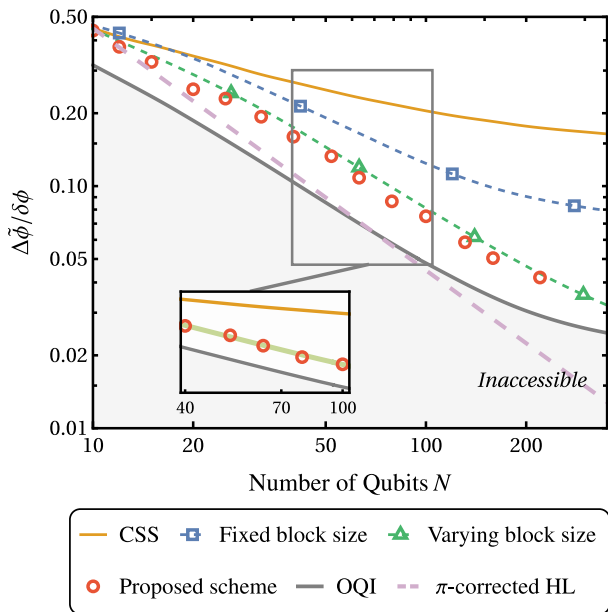 0.40
0.20
0.10
0.05
0.02
0.01
Δϕ̃/δϕ
Inaccessible
40 70 100
10 20 50 100 200
Number of Qubits N
CSS Fixed block size Varying block size
Proposed scheme OQI π-corrected HL